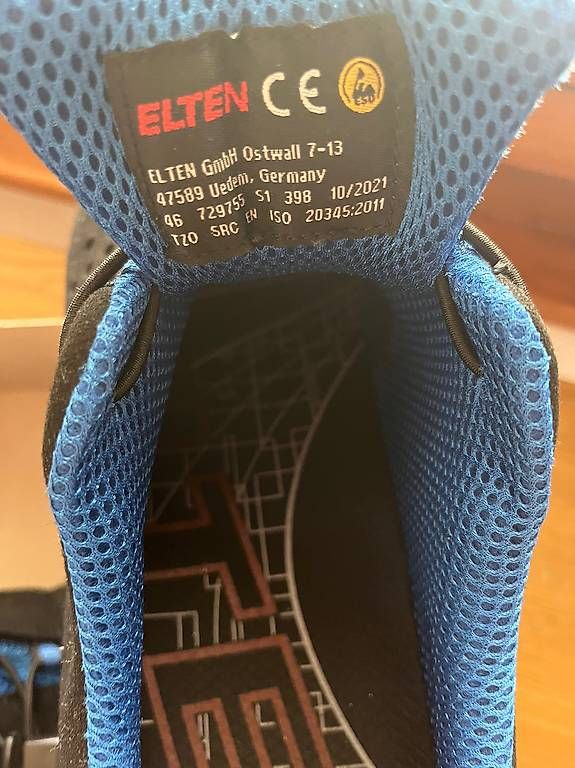 ELTEN CE ESD
ELTEN GmbH Ostwall 7-13
47589 Uedem, Germany
46 729755 S1 398 10/2021
TZO SRC EN ISO 20345:2011